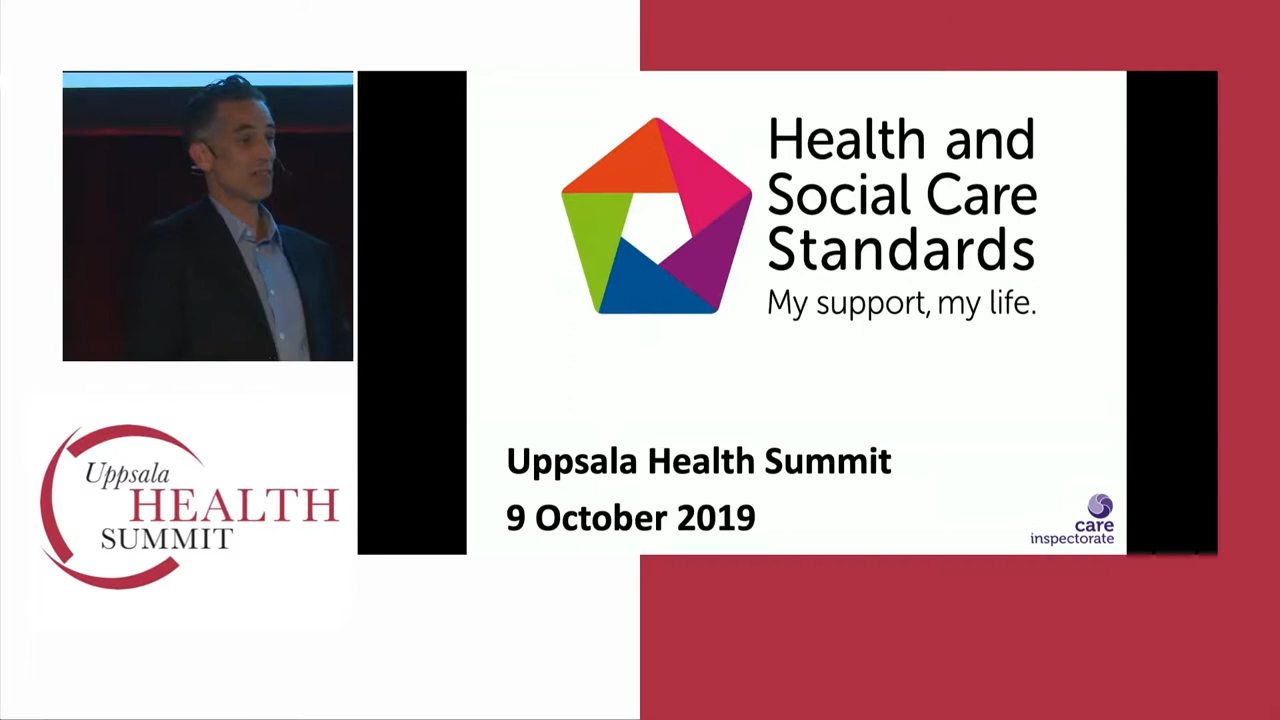 Health and
Social Care
Standards
My support, my life.
Uppsala Health Summit
9 October 2019
care
inspectorate
Uppsala
HEALTH
SUMMIT